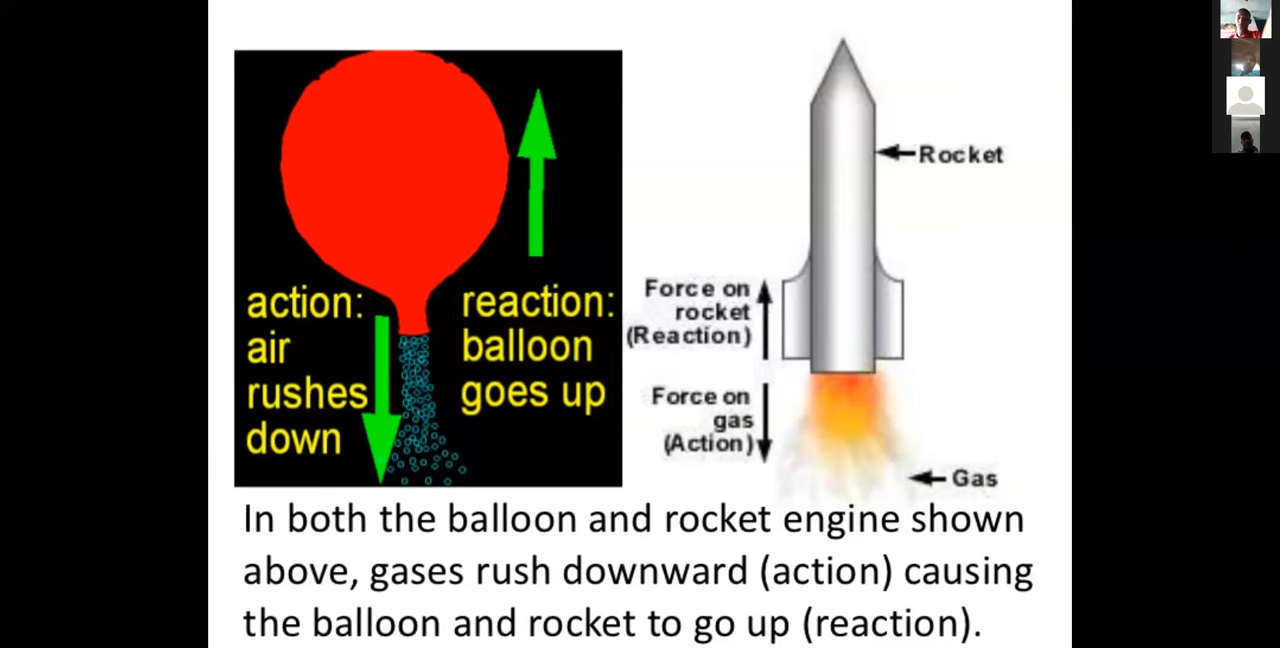 action:
air
rushes
down
reaction:
balloon
goes up
Rocket
Force on
rocket
(Reaction)
Force on
gas
(Action)
Gas
In both the balloon and rocket engine shown
above, gases rush downward (action) causing
the balloon and rocket to go up (reaction).